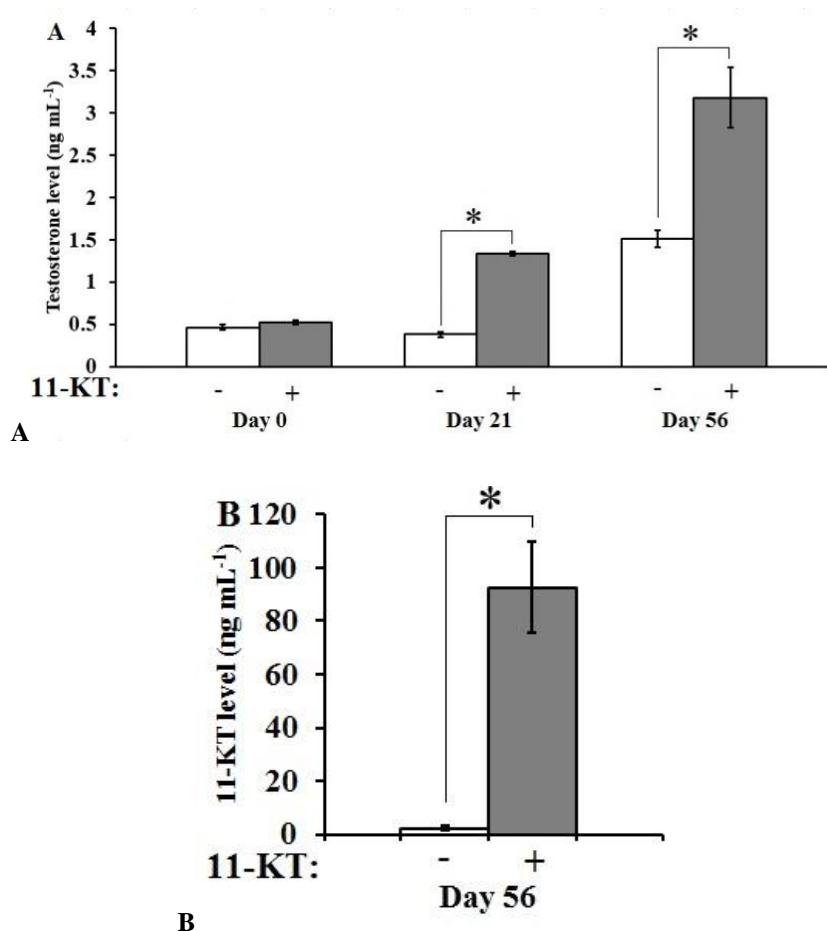 A
Testosterone level (ng mL⁻¹)
4
3.5
3
2.5
2
1.5
1
0.5
0
*
*
11-KT: - + - + - +
Day 0 Day 21 Day 56
A
B
11-KT level (ng mL⁻¹)
120
100
80
60
40
20
0
*
11-KT: - +
Day 56
B